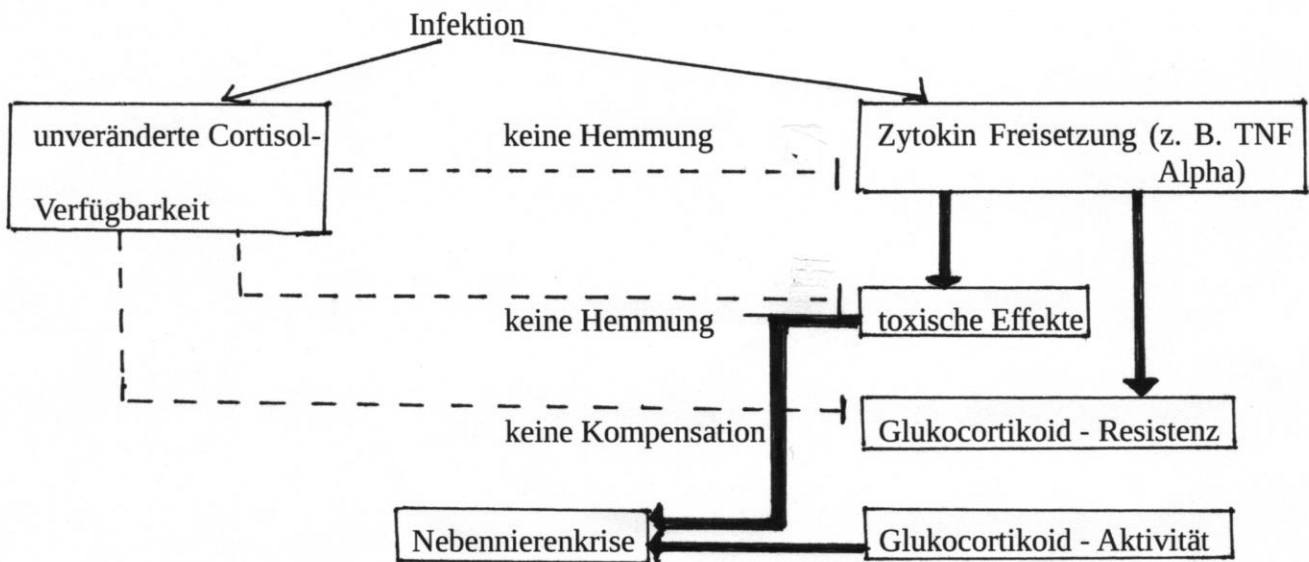 Infektion
unveränderte Cortisol-
Verfügbarkeit
keine Hemmung
Zytokin Freisetzung (z. B. TNF
Alpha)
keine Hemmung
toxische Effekte
keine Kompensation
Glukocortikoid - Resistenz
Nebennierenkrise
Glukocortikoid - Aktivität